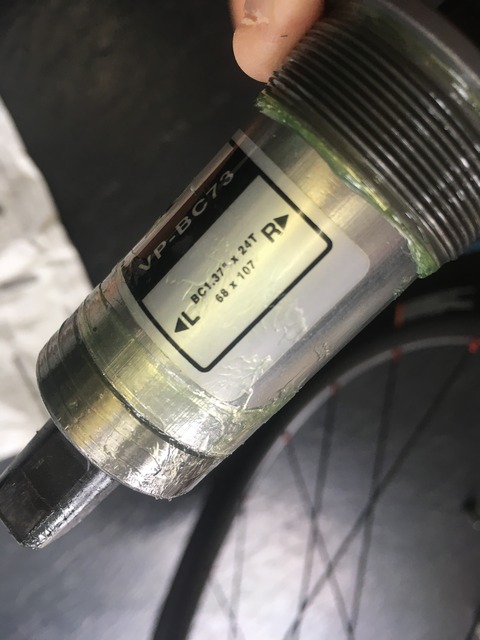 VP-BC73
L BC1.37" x 24T R
68 x 107